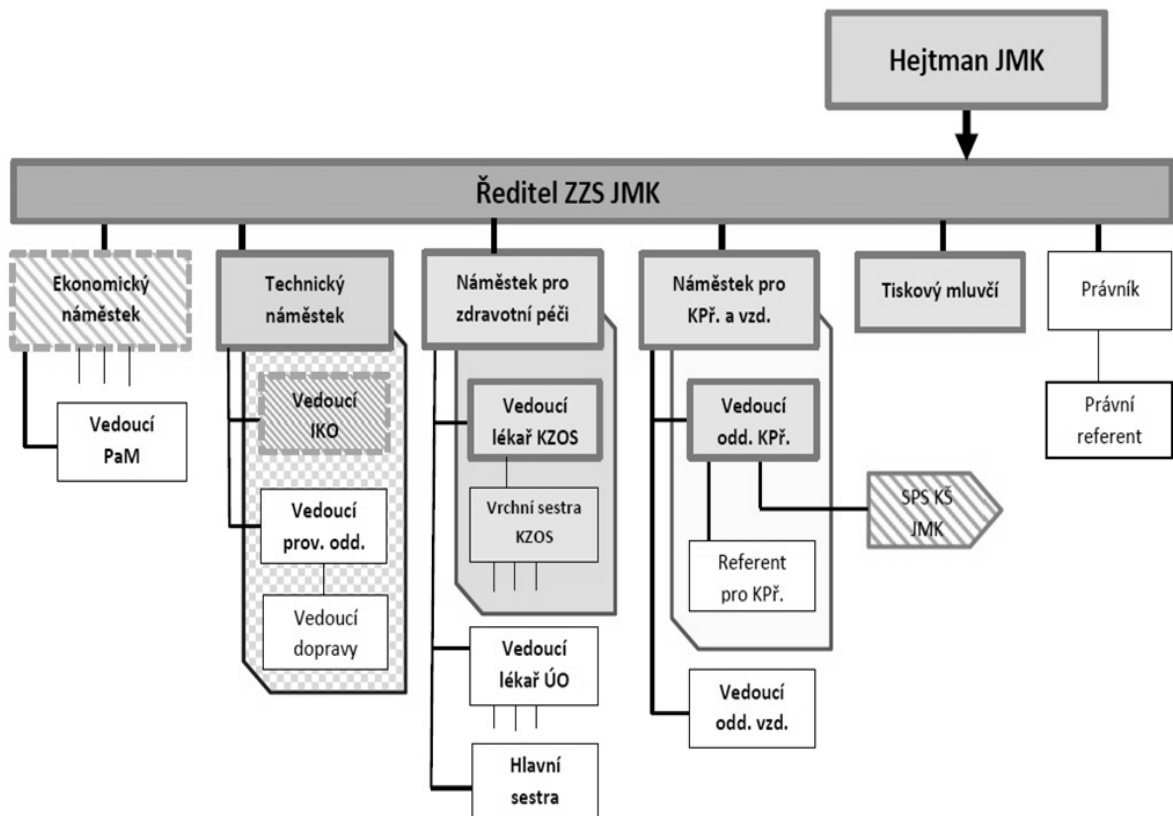 Hejtman JMK
Ředitel ZZS JMK
Ekonomický
náměstek
Vedoucí
PaM
Technický
náměstek
Vedoucí
IKO
Vedoucí
prov. odd.
Vedoucí
dopravy
Náměstek pro
zdravotní péči
Vedoucí
lékař KZOS
Vrchní sestra
KZOS
Vedoucí
lékař ÚO
Hlavní
sestra
Náměstek pro
KPř. a vzd.
Vedoucí
odd. KPř.
Referent
pro KPř.
SPS KŠ
JMK
Vedoucí
odd. vzd.
Tiskový mluvčí
Právník
Právní
referent